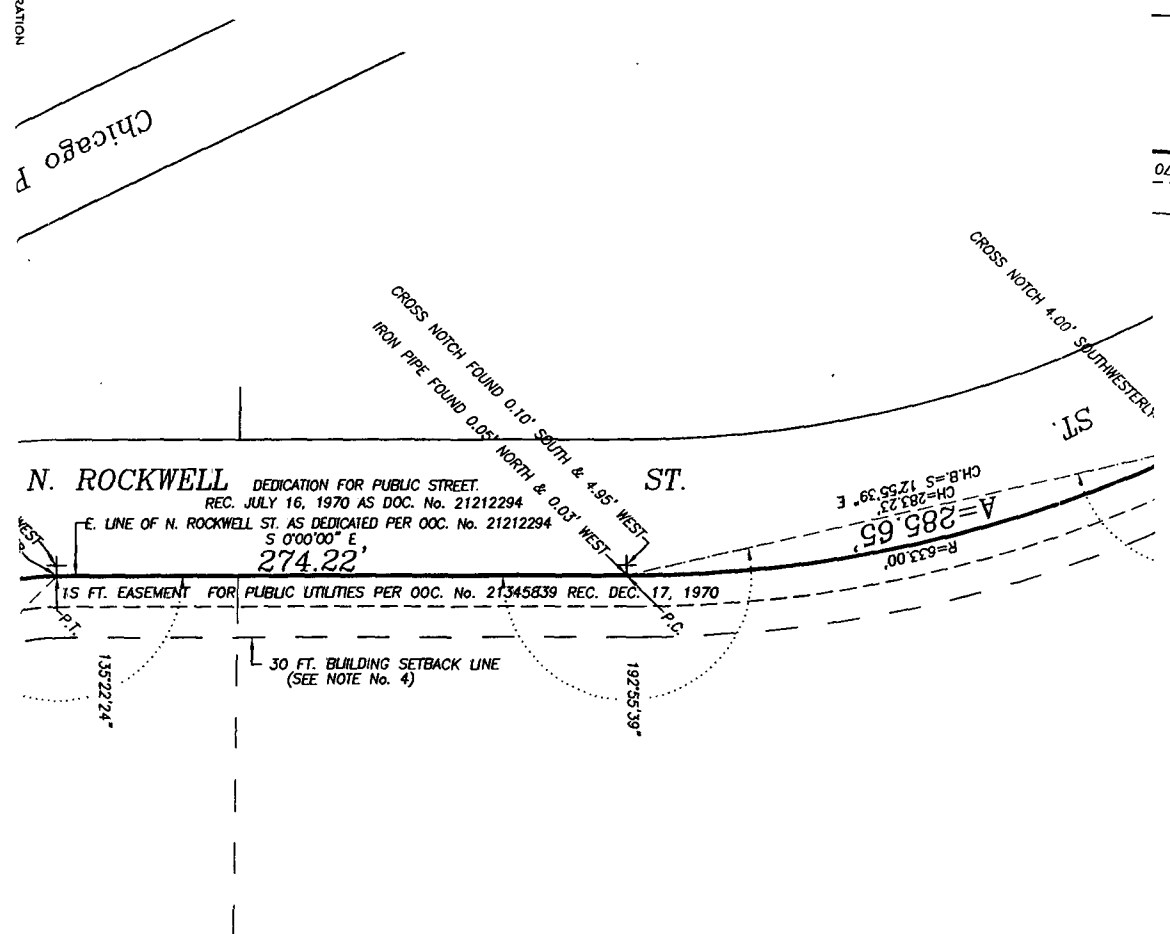 RATION
Chicago P
70
CROSS NOTCH 4.00' SOUTHWESTERLY
CROSS NOTCH FOUND 0.10' SOUTH & 4.95' WEST
IRON PIPE FOUND 0.05' NORTH & 0.03' WEST
ST.
N. ROCKWELL
DEDICATION FOR PUBLIC STREET.
ST.
REC. JULY 16, 1970 AS DOC. No. 21212294
E. LINE OF N. ROCKWELL ST. AS DEDICATED PER OOC. No. 21212294
S 0°00'00" E
274.22'
WEST
CH.B.=S 12°55'39" E
CH=283.23'
A=285.65'
R=633.00'
15 FT. EASEMENT FOR PUBLIC UTILITIES PER OOC. No. 21345839 REC. DEC. 17, 1970
P.T.
P.C.
30 FT. BUILDING SETBACK LINE
(SEE NOTE No. 4)
135°22'24"
192°55'39"